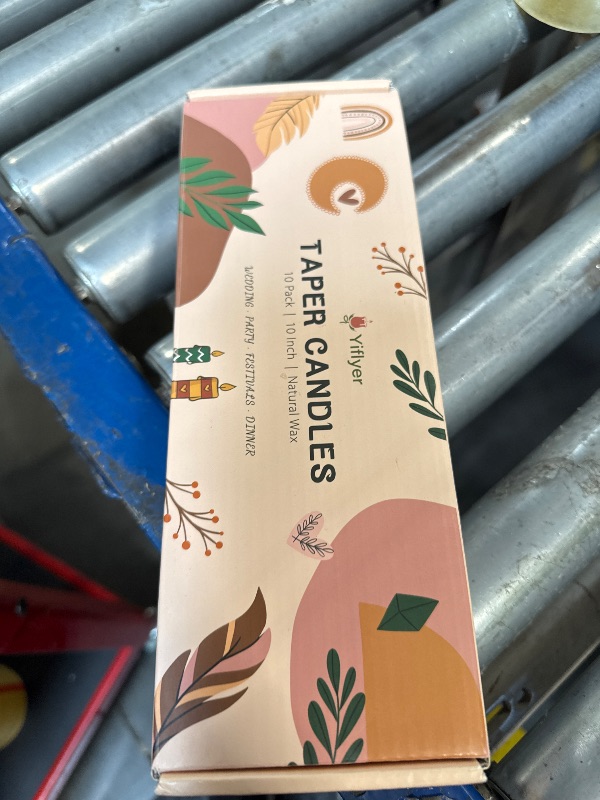 Yiflyer
TAPER CANDLES
10 Pack | 10 Inch | Natural Wax
WEDDING · PARTY · FESTIVALS · DINNER